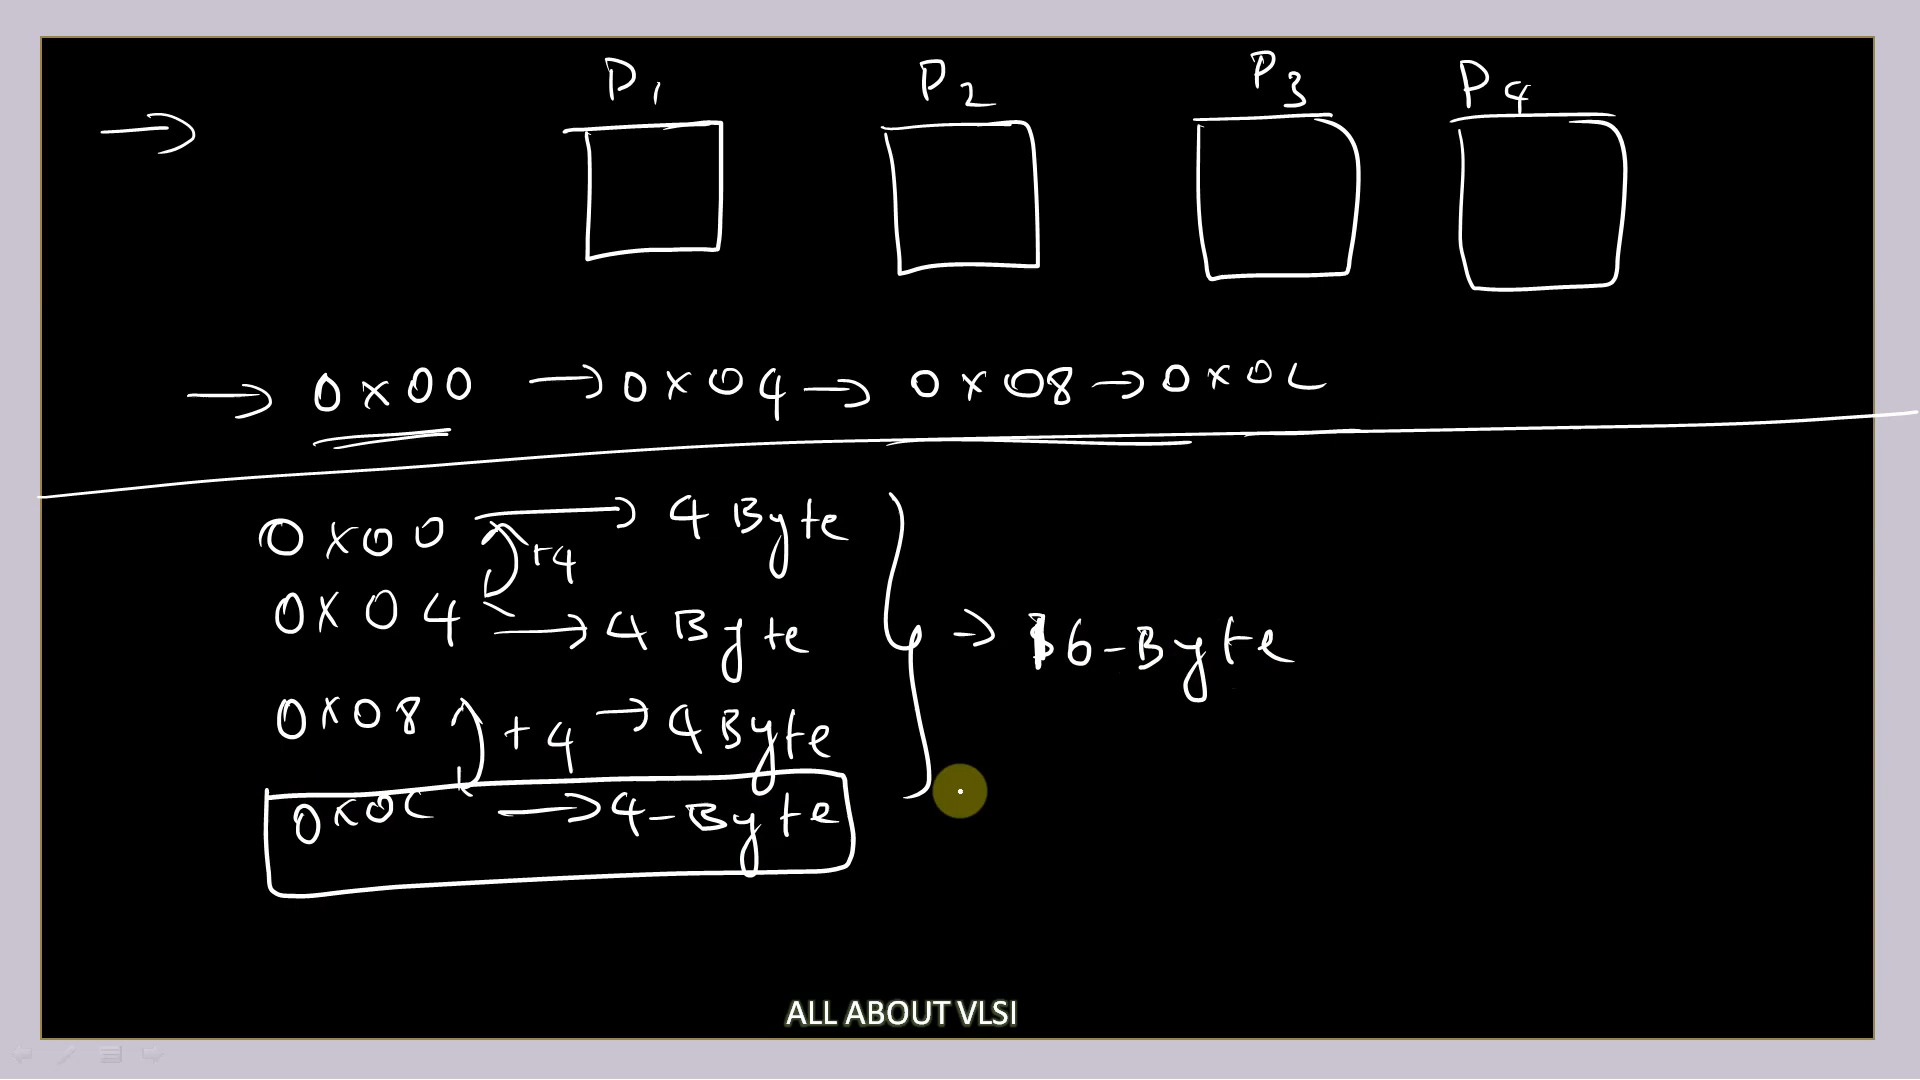 P1 P2 P3 P4
→ 0x00 → 0x04 → 0x08 → 0x0C
0x00 → 4 Byte
+4
0x04 → 4 Byte
→ 16-Byte
0x08 +4 → 4 Byte
0x0C → 4-Byte
ALL ABOUT VLSI